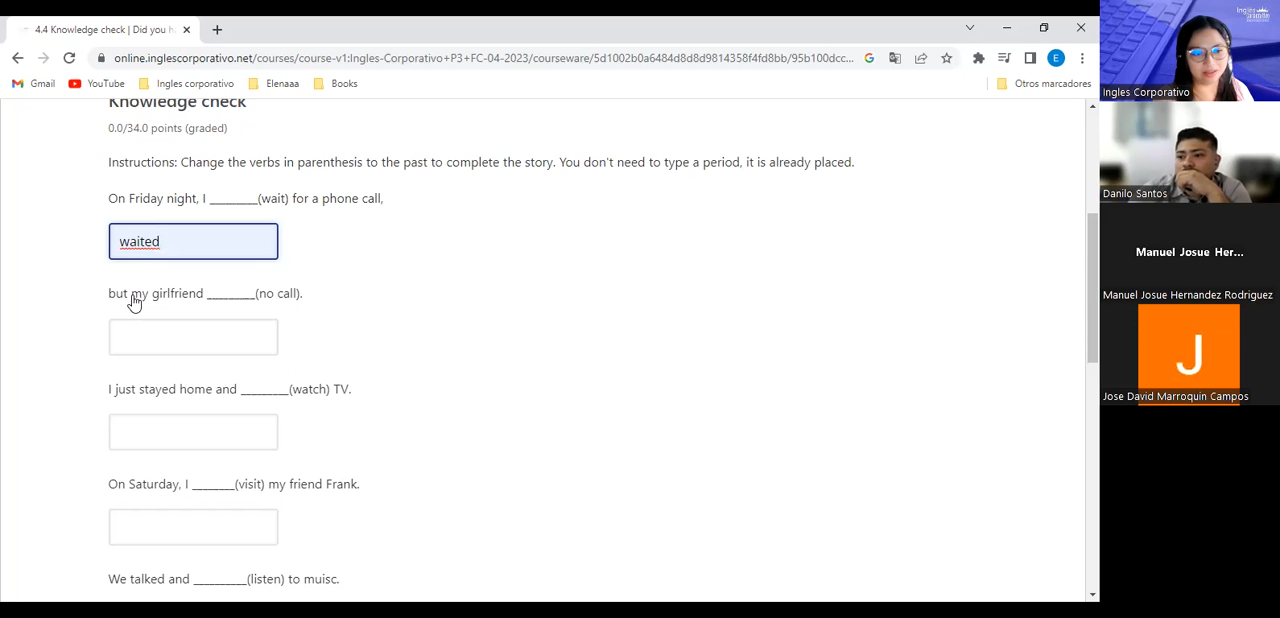 4.4 Knowledge check | Did you h
online.inglescorporativo.net/courses/course-v1:Ingles-Corporativo+P3+FC-04-2023/courseware/5d1002b0a6484d8d8d9814358f4fd8bb/95b100dcc...
E
Gmail YouTube Ingles corporativo Elenaaa Books Otros marcadores
Knowledge check
0.0/34.0 points (graded)
Instructions: Change the verbs in parenthesis to the past to complete the story. You don't need to type a period, it is already placed.
On Friday night, I ________(wait) for a phone call,
waited
but my girlfriend ________(no call).
I just stayed home and ________(watch) TV.
On Saturday, I _______(visit) my friend Frank.
We talked and _________(listen) to muisc.
Ingles Corporativo
Danilo Santos
Manuel Josue Her...
Manuel Josue Hernandez Rodriguez
J
Jose David Marroquin Campos